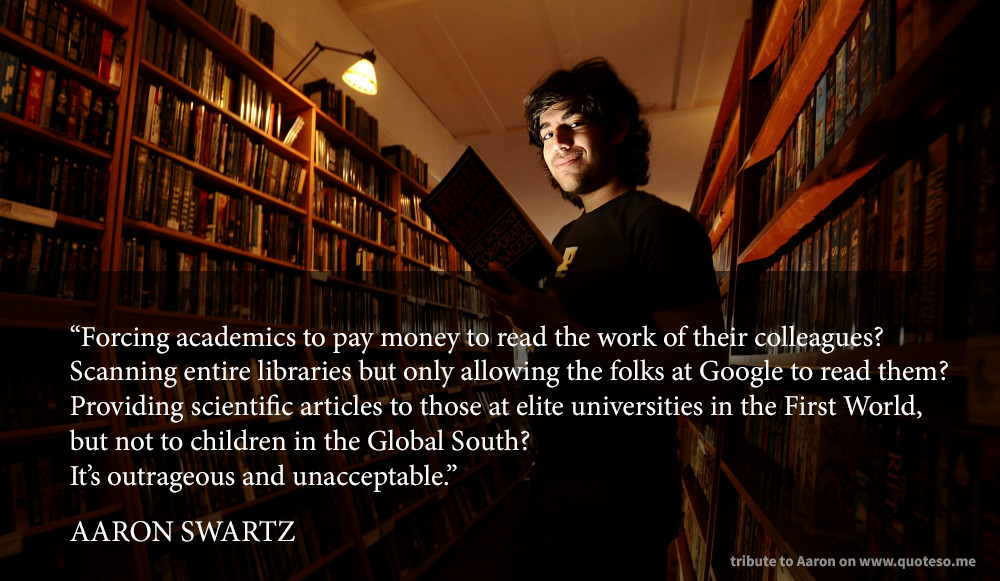 “Forcing academics to pay money to read the work of their colleagues?
Scanning entire libraries but only allowing the folks at Google to read them?
Providing scientific articles to those at elite universities in the First World,
but not to children in the Global South?
It’s outrageous and unacceptable.”
AARON SWARTZ
tribute to Aaron on www.quoteso.me